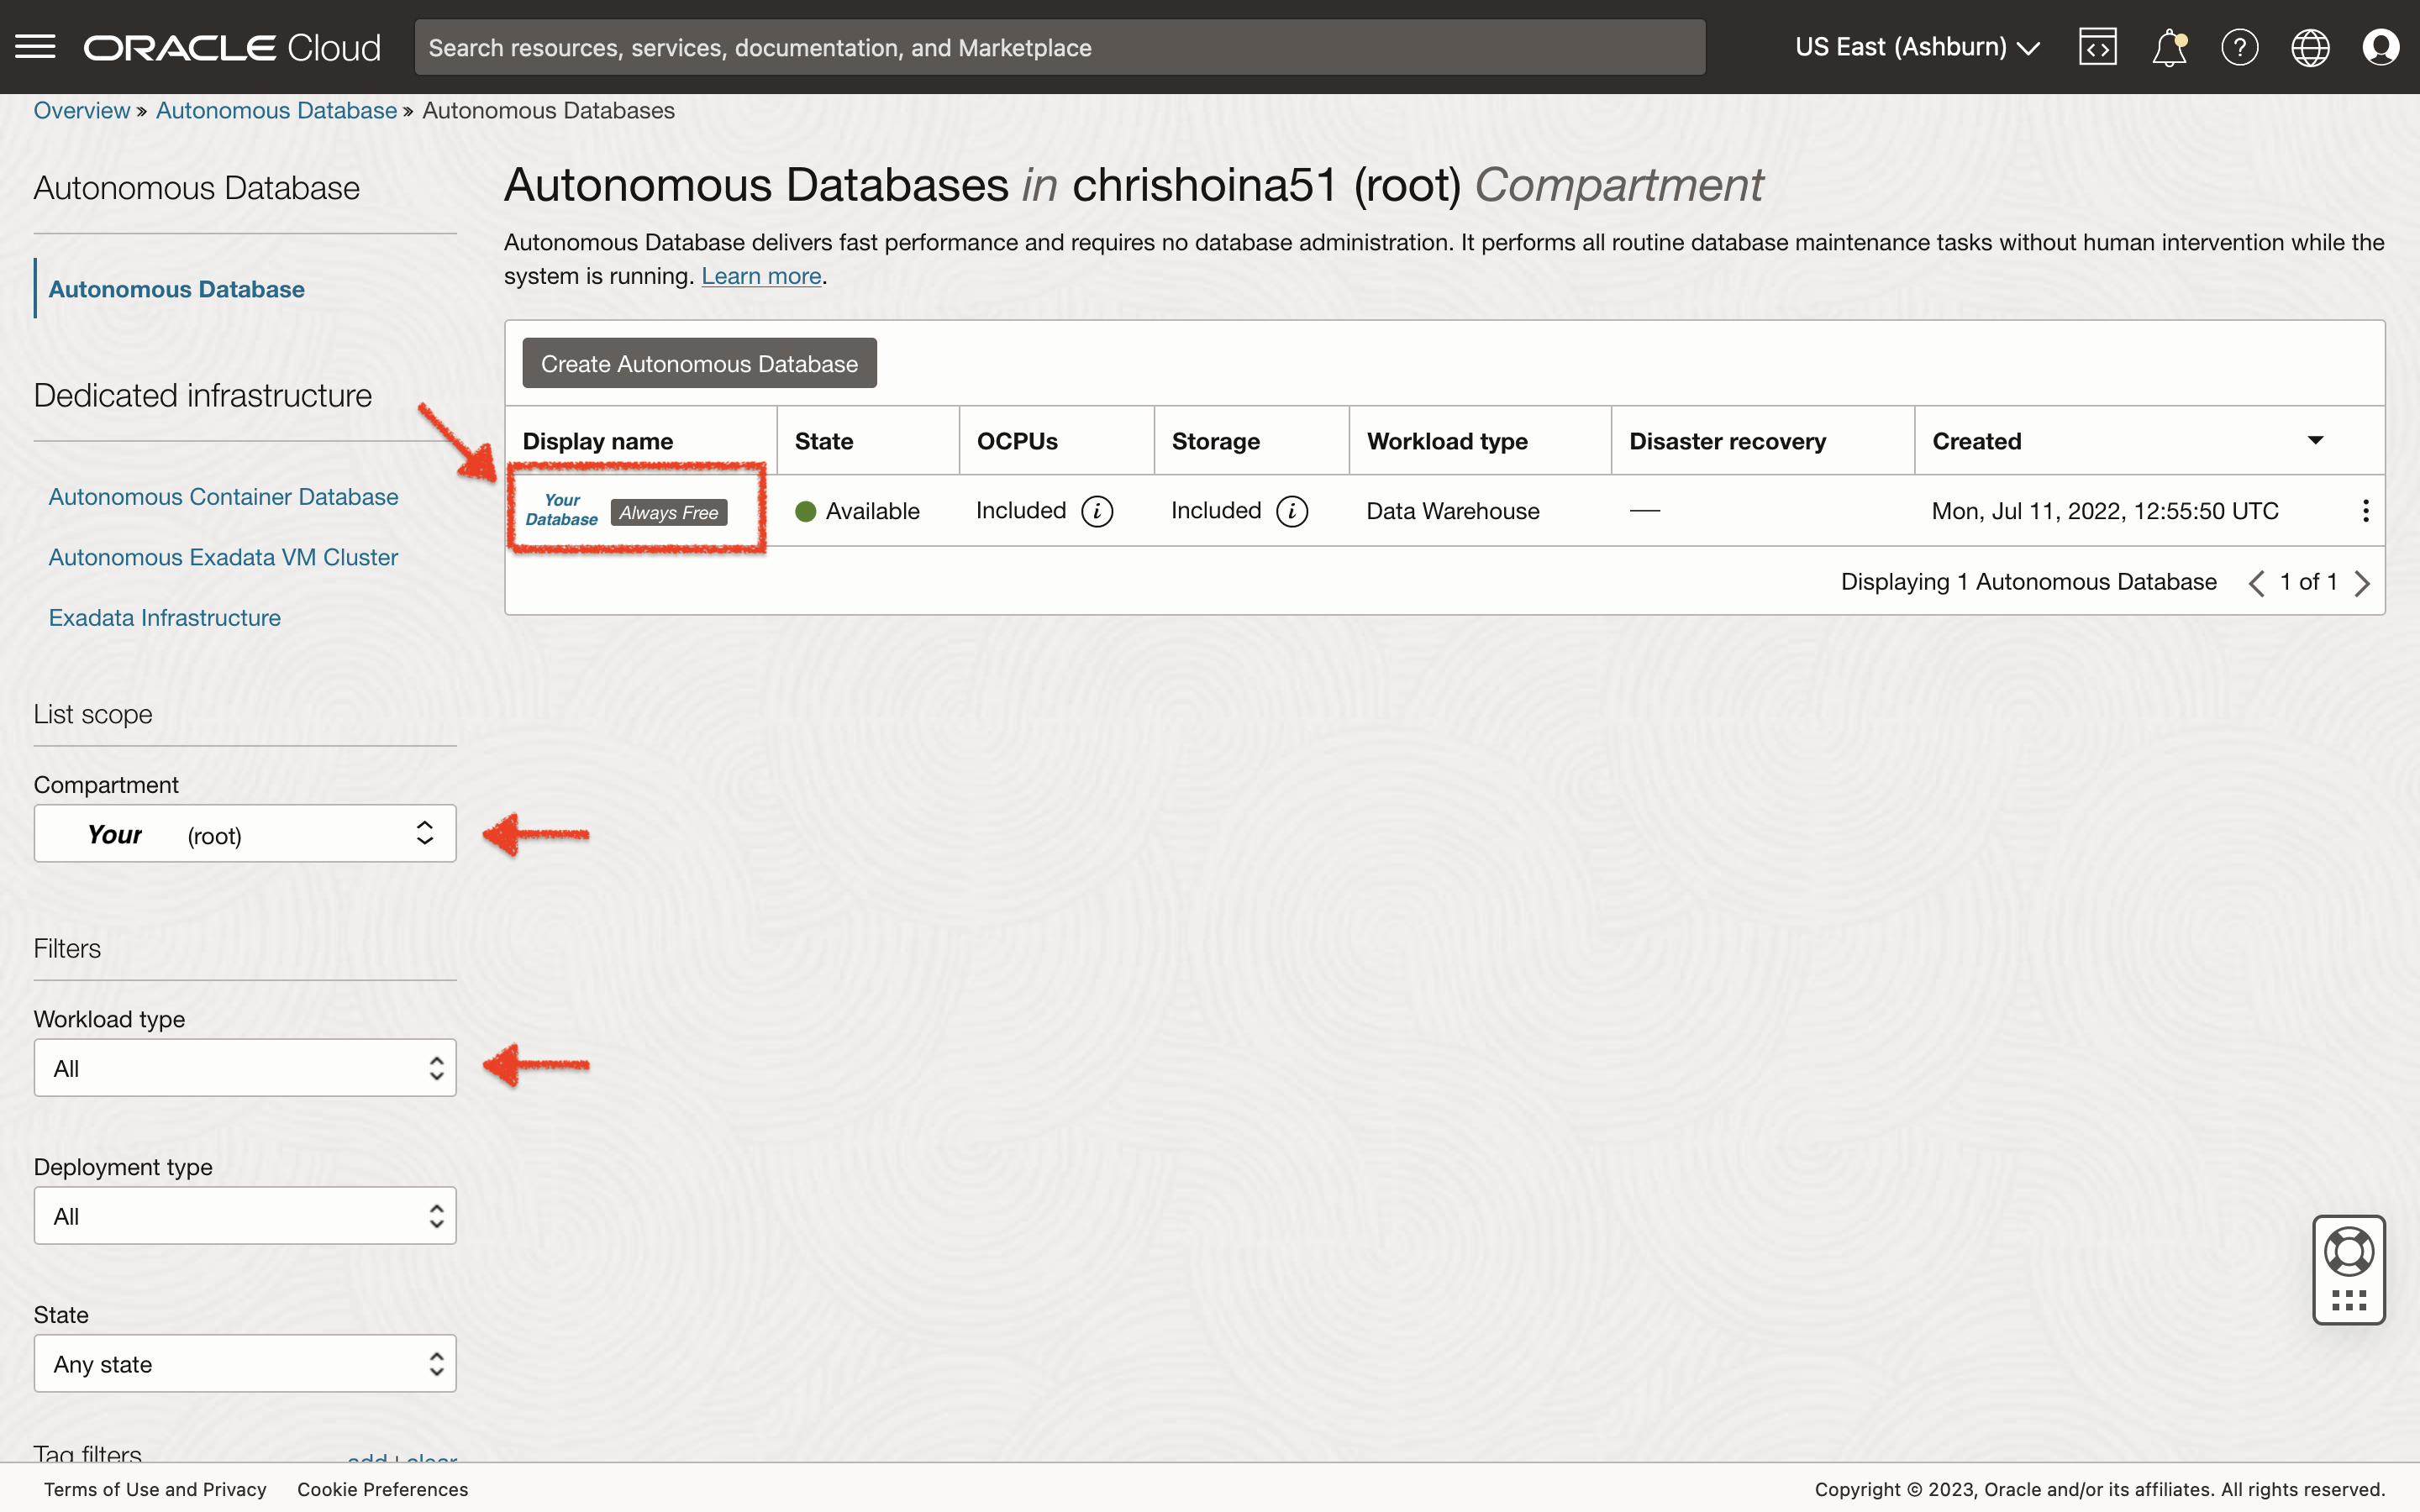 ORACLE Cloud
Search resources, services, documentation, and Marketplace
US East (Ashburn)
Overview » Autonomous Database » Autonomous Databases
Autonomous Database
Autonomous Database
Dedicated infrastructure
Autonomous Container Database
Autonomous Exadata VM Cluster
Exadata Infrastructure
List scope
Compartment
Your (root)
Filters
Workload type
All
Deployment type
All
State
Any state
Tag filters add | clear
Autonomous Databases in chrishoina51 (root) Compartment
Autonomous Database delivers fast performance and requires no database administration. It performs all routine database maintenance tasks without human intervention while the
system is running. Learn more.
Create Autonomous Database
Display name State OCPUs Storage Workload type Disaster recovery Created
Your
Database Always Free Available Included i Included i Data Warehouse — Mon, Jul 11, 2022, 12:55:50 UTC
Displaying 1 Autonomous Database < 1 of 1 >
Terms of Use and Privacy Cookie Preferences
Copyright © 2023, Oracle and/or its affiliates. All rights reserved.